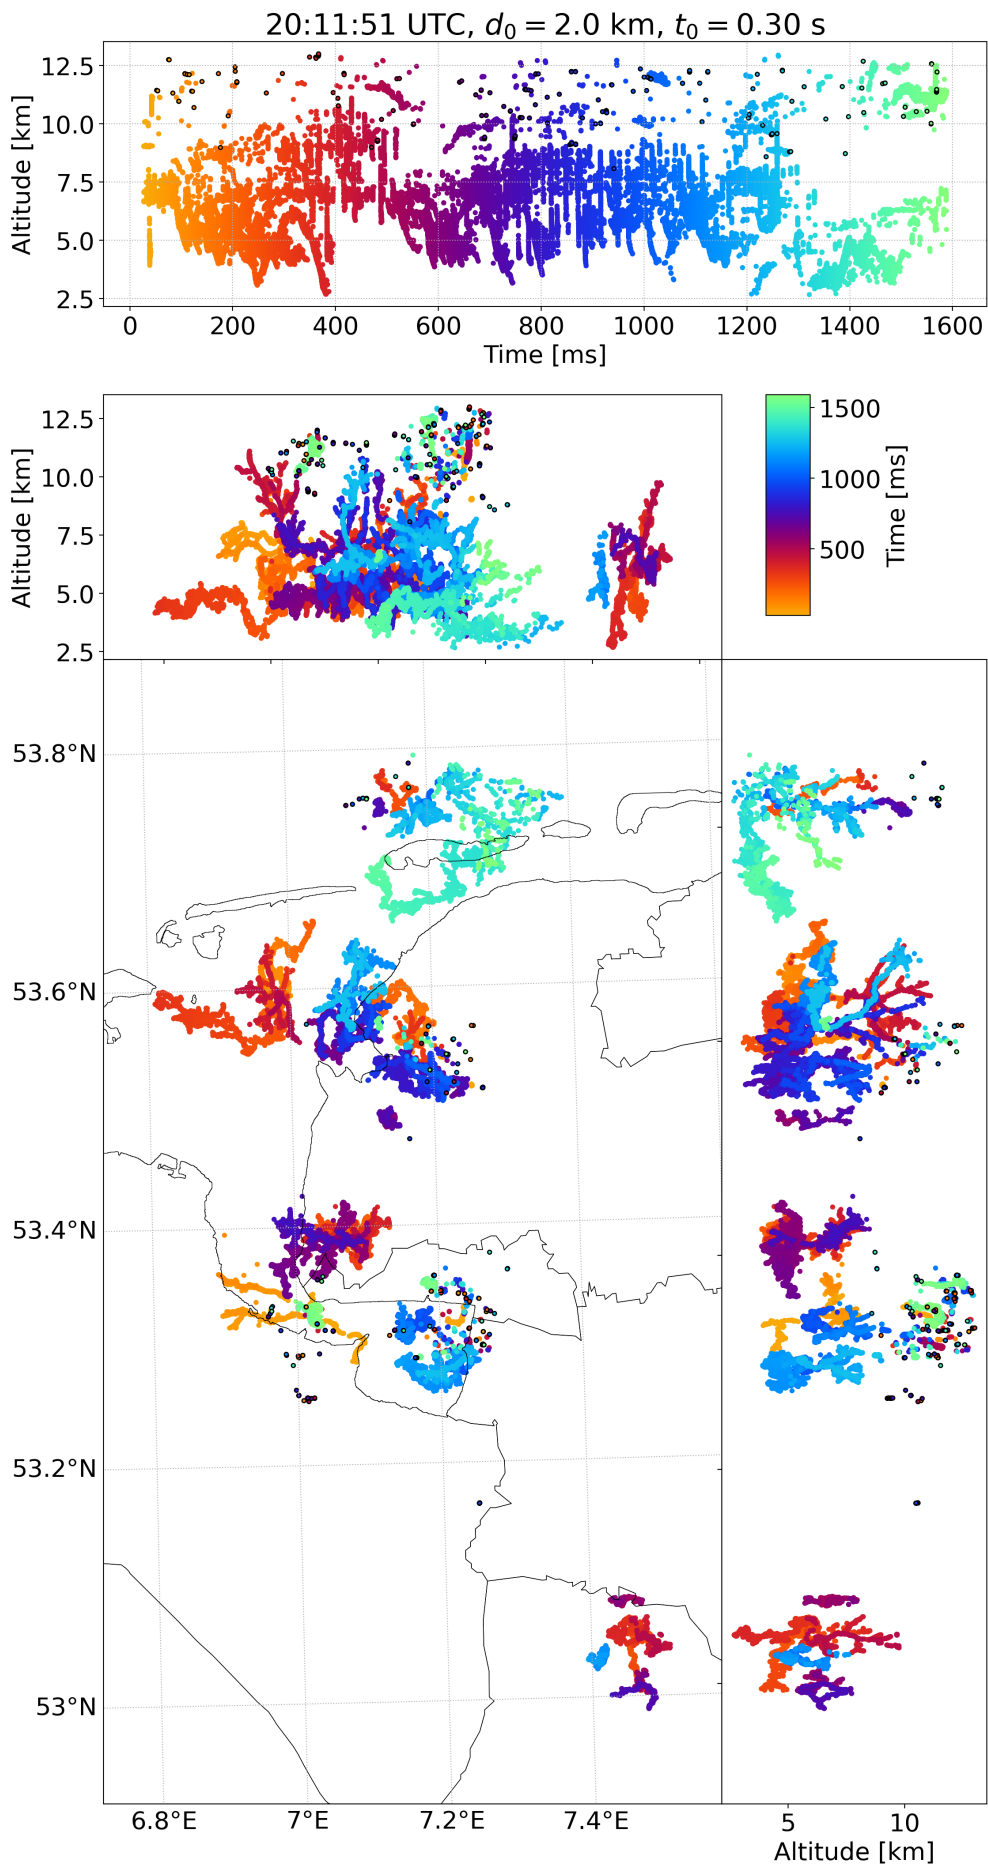 20:11:51 UTC, d₀ = 2.0 km, t₀ = 0.30 s
12.5
10.0
7.5
5.0
2.5
Altitude [km]
0 200 400 600 800 1000 1200 1400 1600
Time [ms]
12.5
10.0
7.5
5.0
2.5
Altitude [km]
1500
1000
500
Time [ms]
53.8°N
53.6°N
53.4°N
53.2°N
53°N
6.8°E 7°E 7.2°E 7.4°E
5 10
Altitude [km]